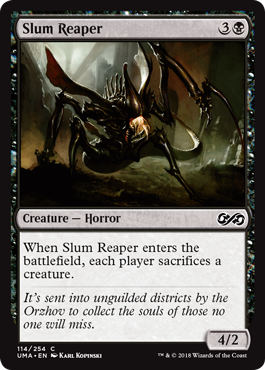 Slum Reaper 3
Creature — Horror
When Slum Reaper enters the
battlefield, each player sacrifices a
creature.
It's sent into unguilded districts by the
Orzhov to collect the souls of those no
one will miss.
4/2
114/254 C
UMA • EN Karl Kopinski
™ & © 2018 Wizards of the Coast